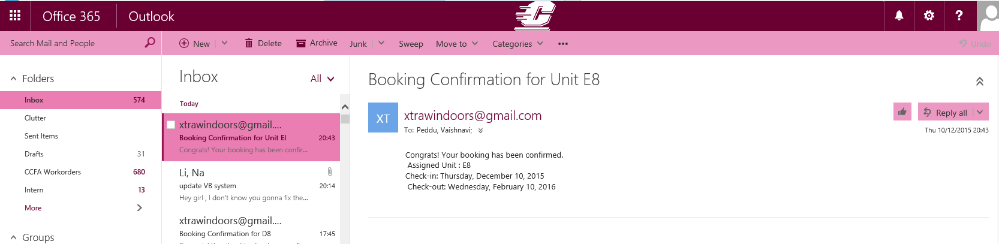 Office 365
Outlook
?
Search Mail and People
New
Delete
Archive
Junk
Sweep
Move to
Categories
Undo
Folders
Inbox 574
Clutter
Sent Items
Drafts 31
CCFA Workorders 680
Intern 13
More
Groups
Inbox All
Today
xtrawindoors@gmail....
Booking Confirmation for Unit E8 20:43
Congrats! Your booking has been confir...
Li, Na
update VB system 20:14
Hey girl , I don't know you gonna fix the...
xtrawindoors@gmail....
Booking Confirmation for D8 17:45
Booking Confirmation for Unit E8
XT
xtrawindoors@gmail.com
To: Peddu, Vaishnavi;
Reply all
Thu 10/12/2015 20:43
Congrats! Your booking has been confirmed.
Assigned Unit : E8
Check-in: Thursday, December 10, 2015
Check-out: Wednesday, February 10, 2016